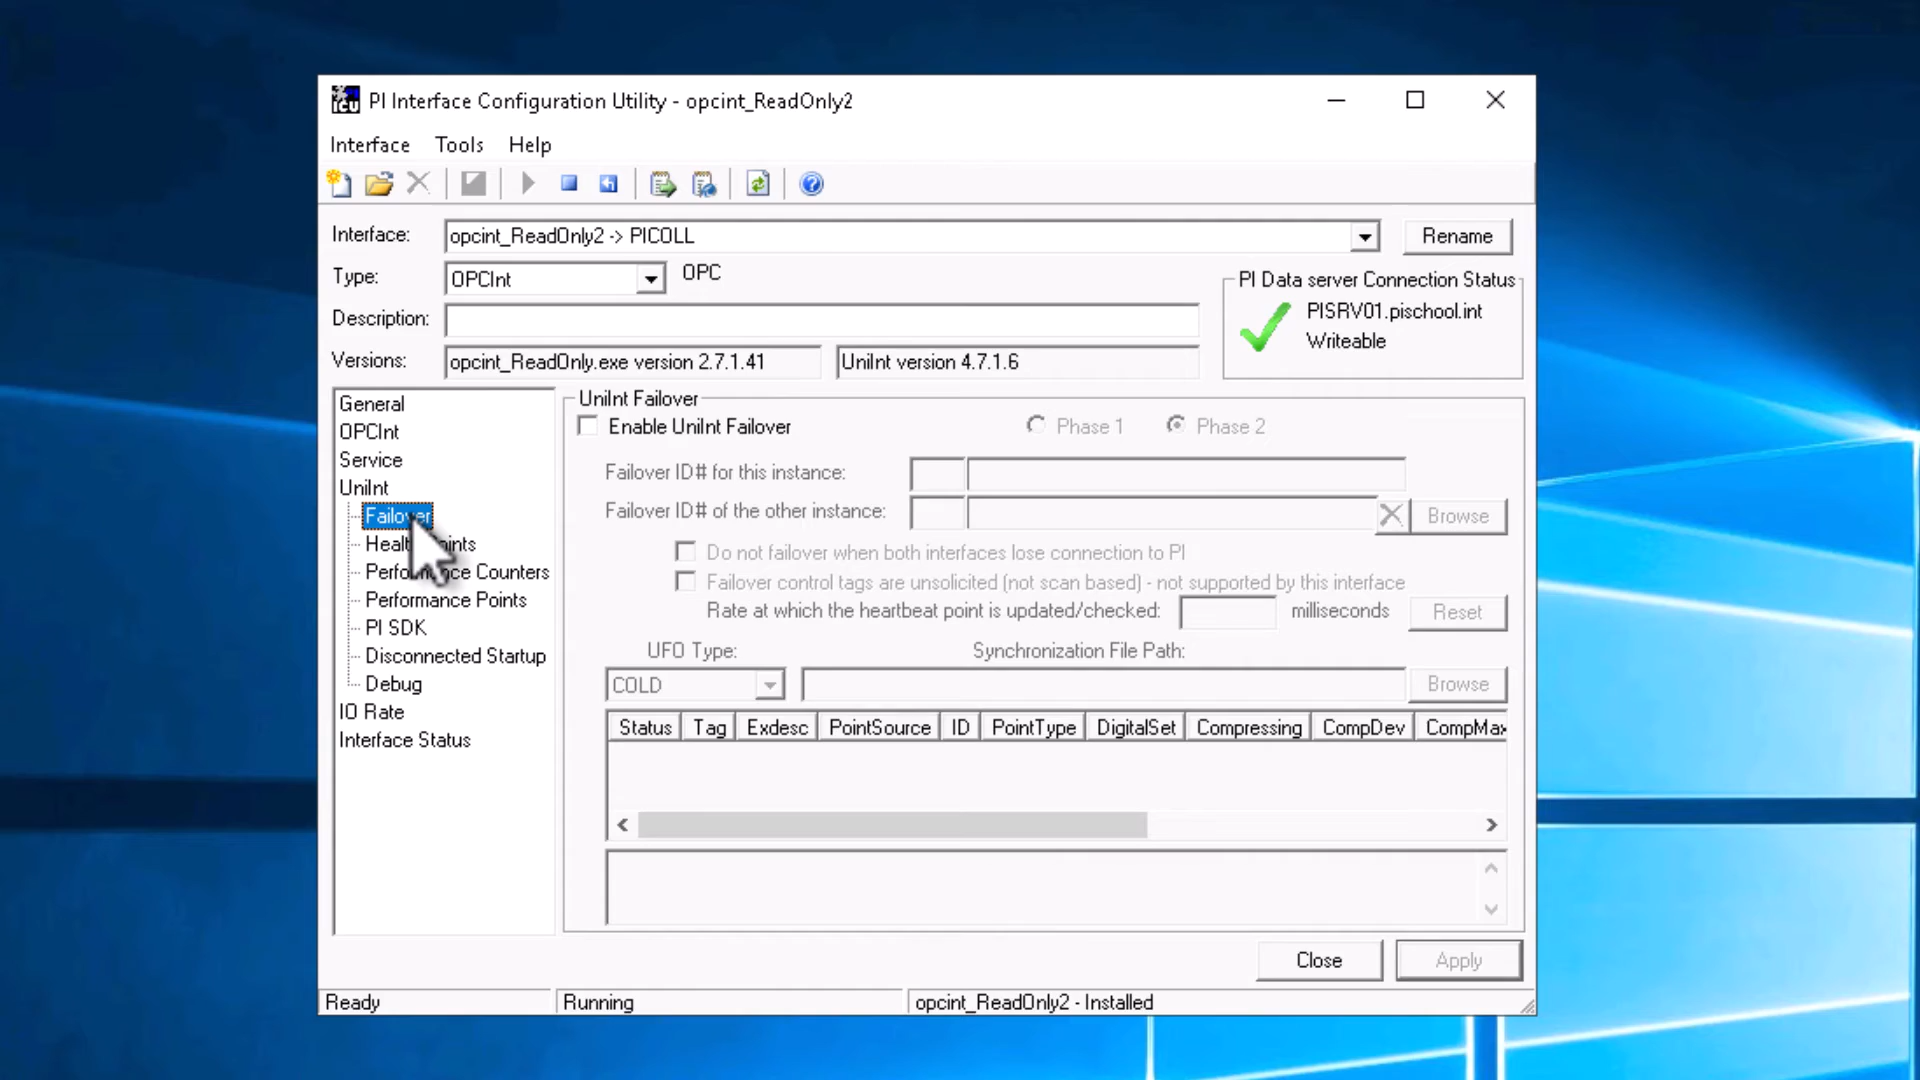 PI Interface Configuration Utility - opcint_ReadOnly2
Interface Tools Help
Interface: opcint_ReadOnly2 -> PICOLL Rename
Type: OPCInt OPC
PI Data server Connection Status
PISRV01.pischool.int
Writeable
Description:
Versions: opcint_ReadOnly.exe version 2.7.1.41 UniInt version 4.7.1.6
General
OPCInt
Service
UniInt
Failover
Performance Points
PI SDK
Disconnected Startup
Debug
IO Rate
Interface Status
UniInt Failover
Enable UniInt Failover Phase 1 Phase 2
Failover ID# for this instance:
Failover ID# of the other instance: Browse
Do not failover when both interfaces lose connection to PI
Failover control tags are unsolicited (not scan based) - not supported by this interface
Rate at which the heartbeat point is updated/checked: milliseconds Reset
UFO Type: Synchronization File Path:
COLD Browse
Status Tag Exdesc PointSource ID PointType DigitalSet Compressing CompDev CompMax
Close Apply
Ready Running opcint_ReadOnly2 - Installed